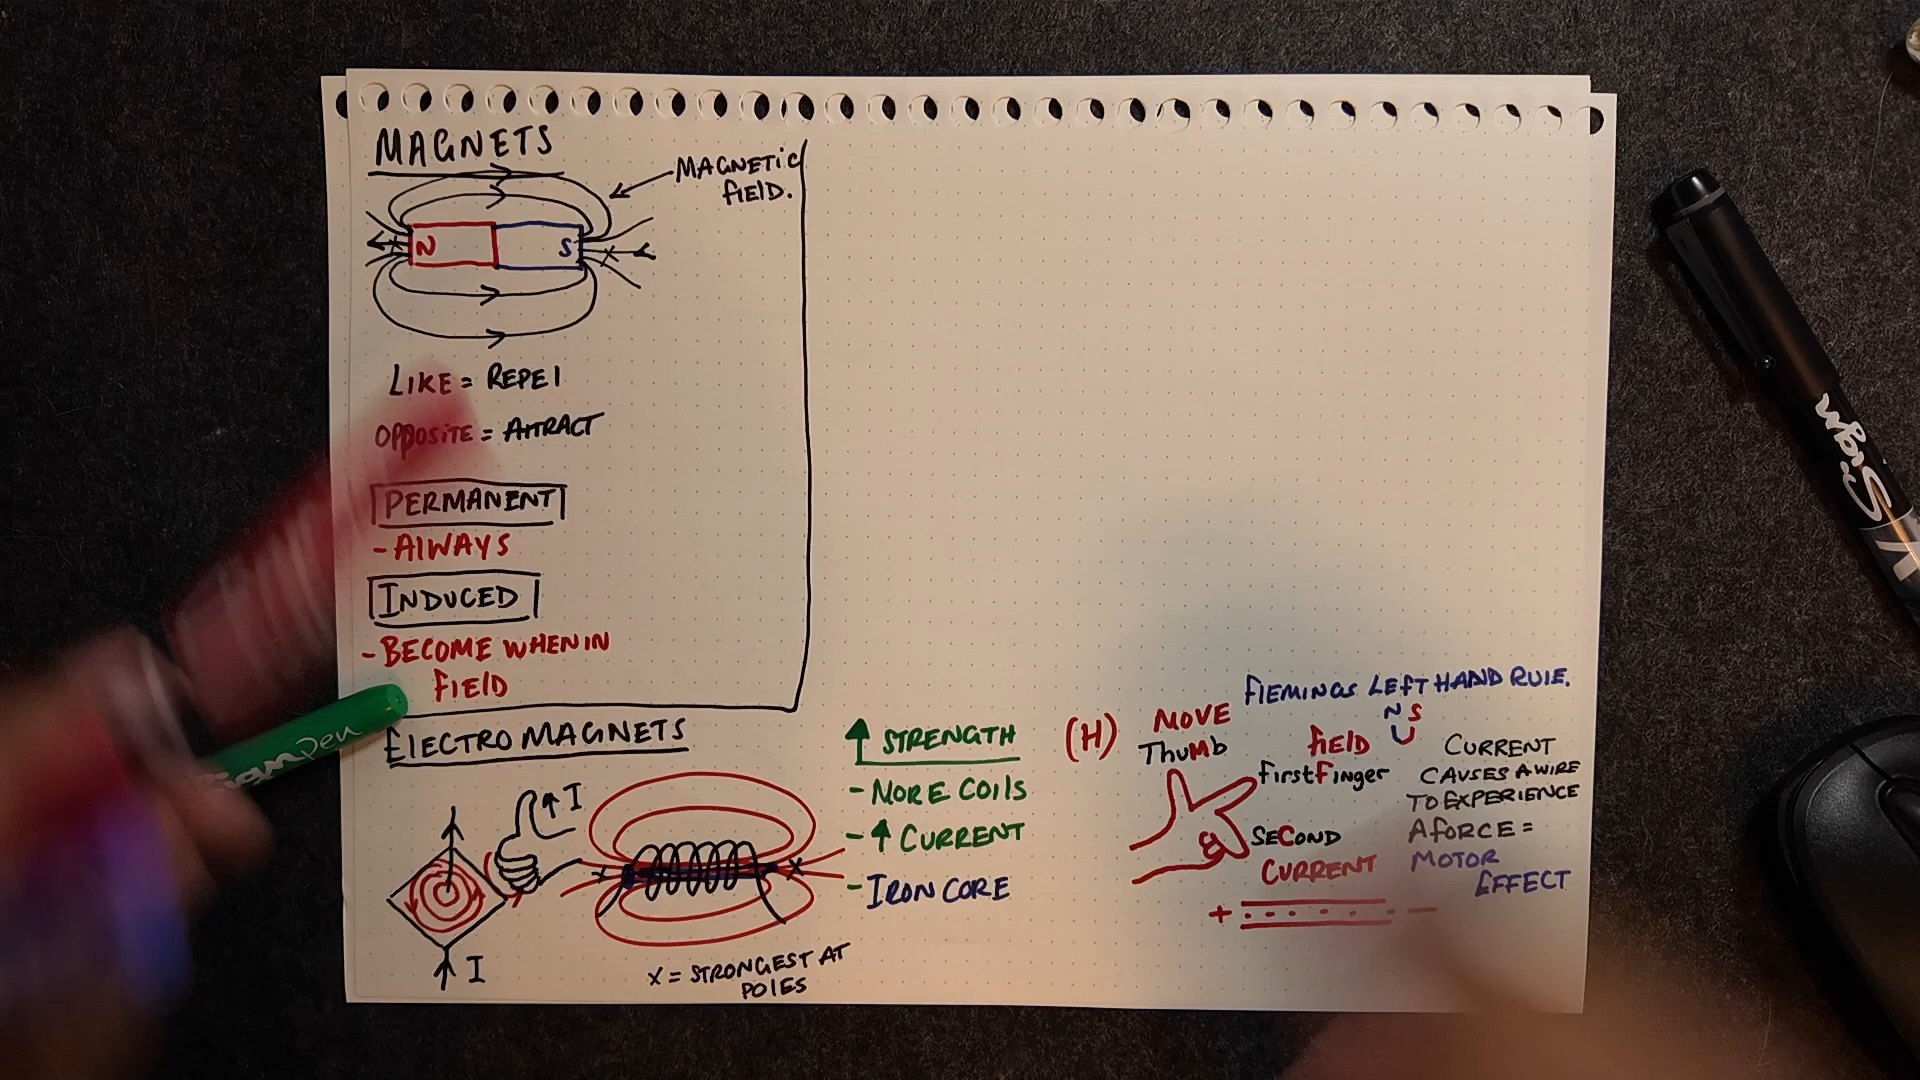 MAGNETS
MAGNETIC
FIELD.
N S
LIKE = REPEL
OPPOSITE = ATTRACT
PERMANENT
- ALWAYS
INDUCED
- BECOME WHEN IN
FIELD
ELECTROMAGNETS
I
I
X = STRONGEST AT
POLES
↑ STRENGTH
- MORE COILS
- ↑ CURRENT
- IRON CORE
FLEMINGS LEFT HAND RULE.
(H)
MOVE
Thumb
N S
FIELD
First Finger
SECOND
CURRENT
+ -
CURRENT
CAUSES A WIRE
TO EXPERIENCE
A FORCE =
MOTOR
EFFECT